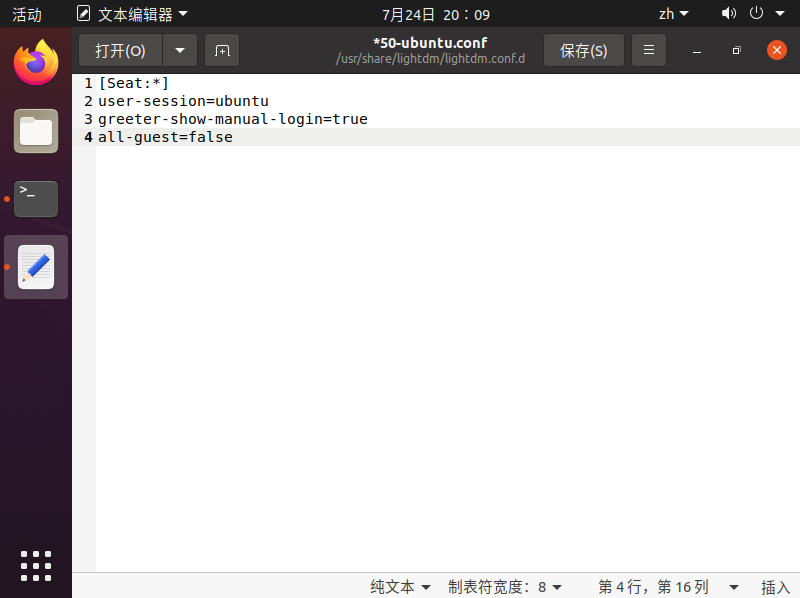 活动
文本编辑器
7月24日 20：09
zh
打开(O)
*50-ubuntu.conf
/usr/share/lightdm/lightdm.conf.d
保存(S)
1 [Seat:*]
2 user-session=ubuntu
3 greeter-show-manual-login=true
4 all-guest=false
纯文本
制表符宽度：8
第 4 行，第 16 列
插入